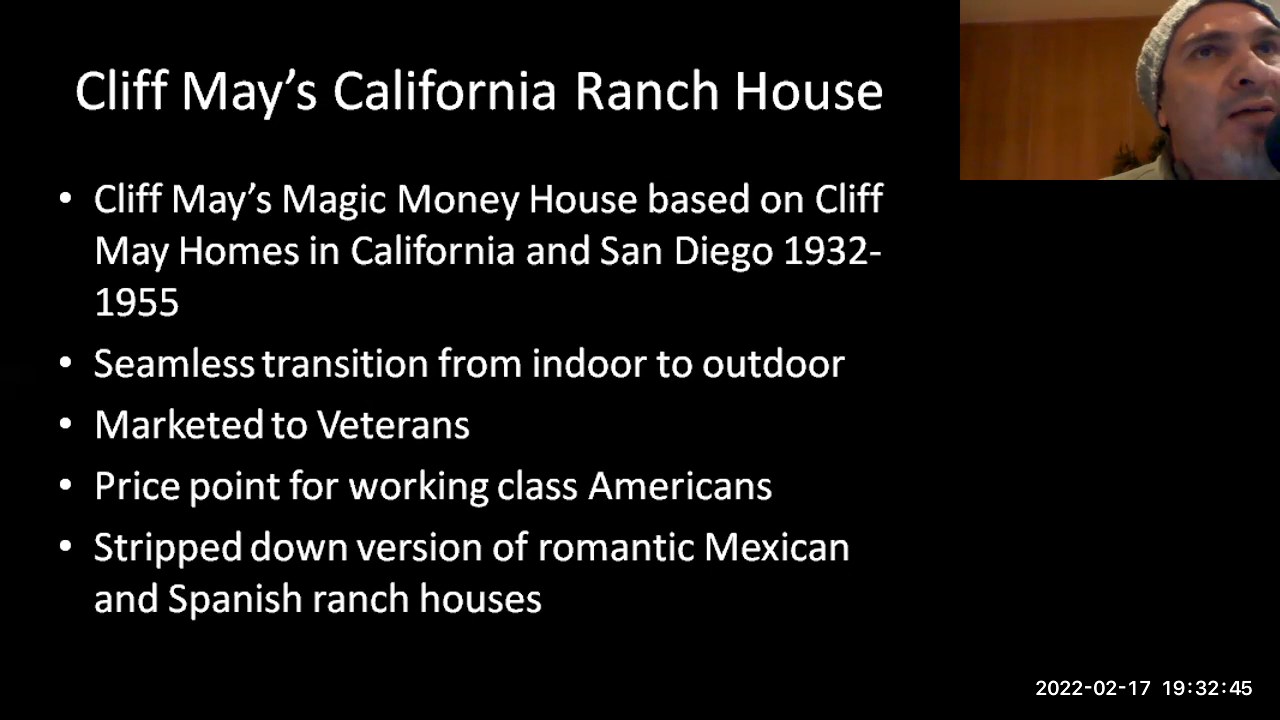 Cliff May’s California Ranch House
• Cliff May’s Magic Money House based on Cliff
May Homes in California and San Diego 1932-
1955
• Seamless transition from indoor to outdoor
• Marketed to Veterans
• Price point for working class Americans
• Stripped down version of romantic Mexican
and Spanish ranch houses
2022-02-17 19:32:45